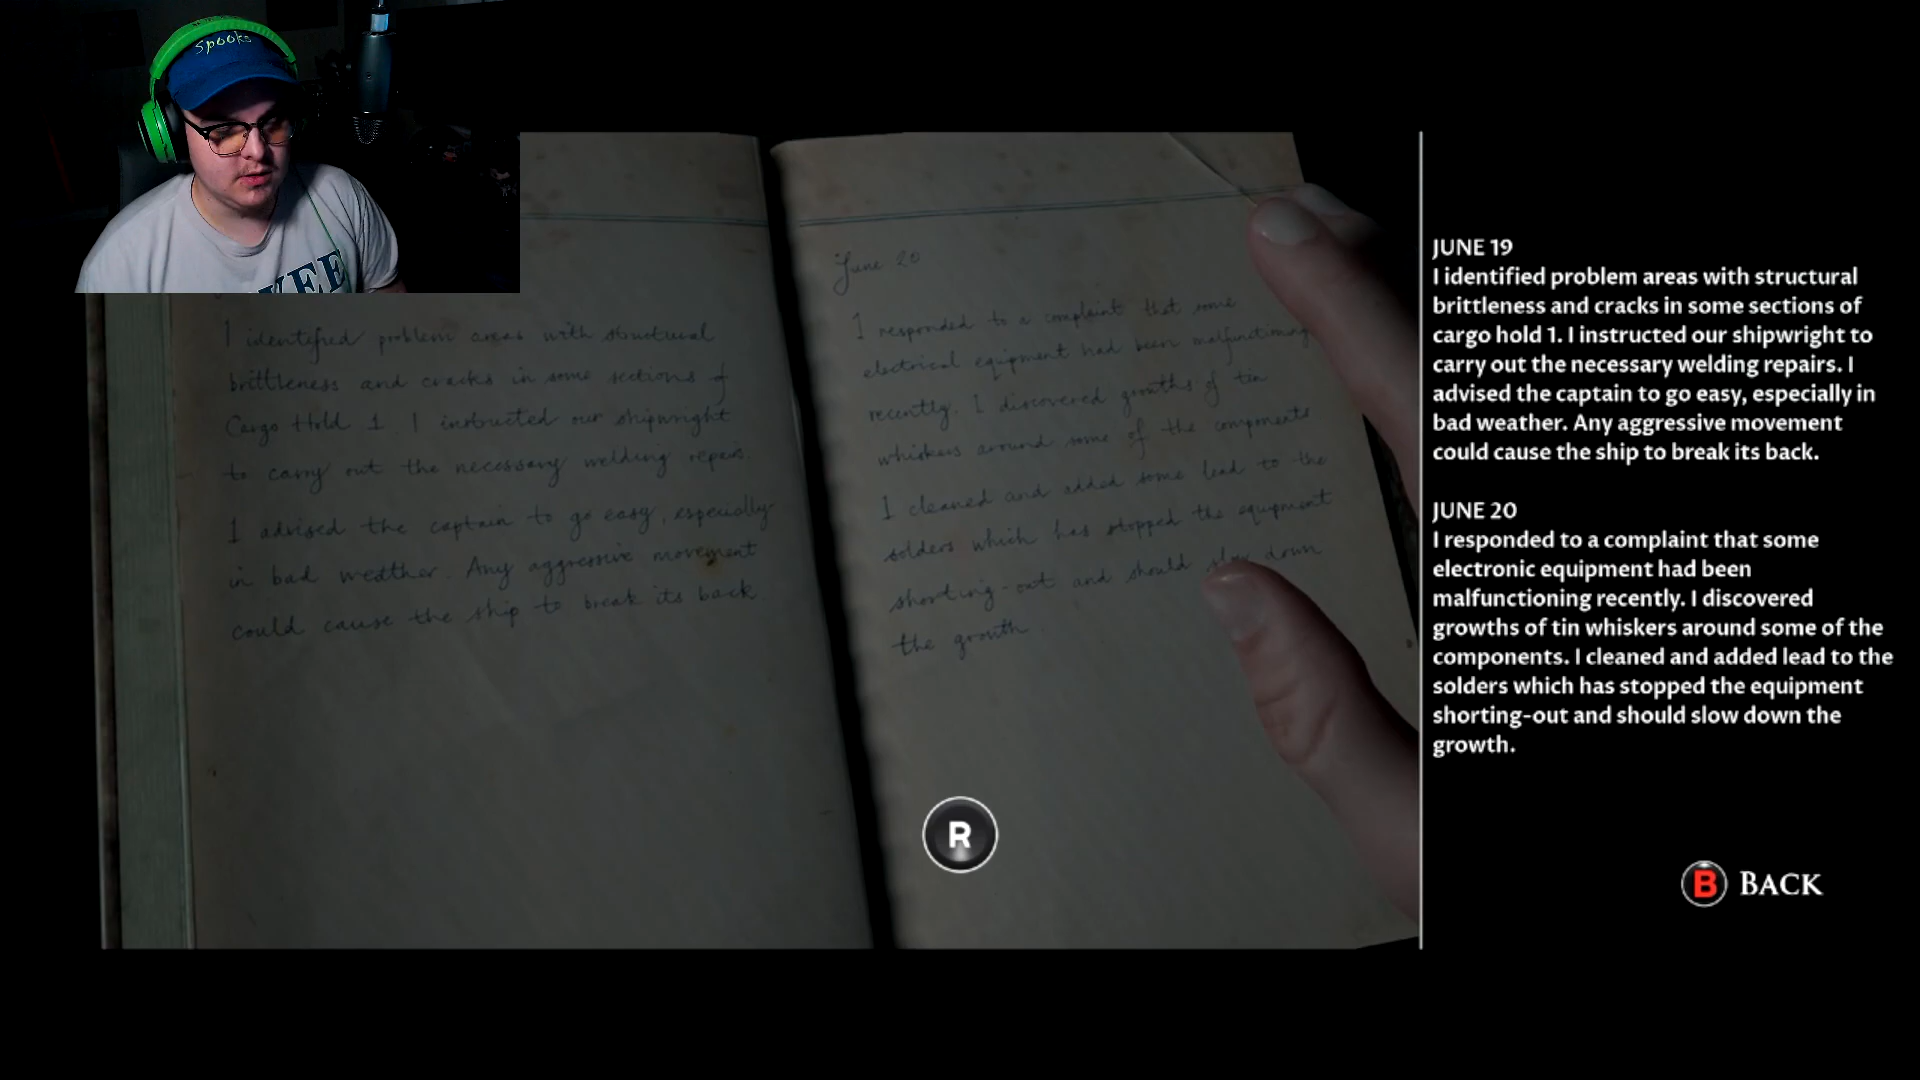 Spooks
KEE
I identified problem areas with structural
brittleness and cracks in some sections of
Cargo Hold 1. I instructed our shipwright
to carry out the necessary welding repairs.
I advised the captain to go easy, especially
in bad weather. Any aggressive movement
could cause the ship to break its back.
June 20
I responded to a complaint that some
electrical equipment had been malfunctioning
recently. I discovered growths of tin
whiskers around some of the components
I cleaned and added some lead to the
solders which has stopped the equipment
shorting-out and should slow down
the growth.
R
JUNE 19
I identified problem areas with structural
brittleness and cracks in some sections of
cargo hold 1. I instructed our shipwright to
carry out the necessary welding repairs. I
advised the captain to go easy, especially in
bad weather. Any aggressive movement
could cause the ship to break its back.
JUNE 20
I responded to a complaint that some
electronic equipment had been
malfunctioning recently. I discovered
growths of tin whiskers around some of the
components. I cleaned and added lead to the
solders which has stopped the equipment
shorting-out and should slow down the
growth.
B BACK